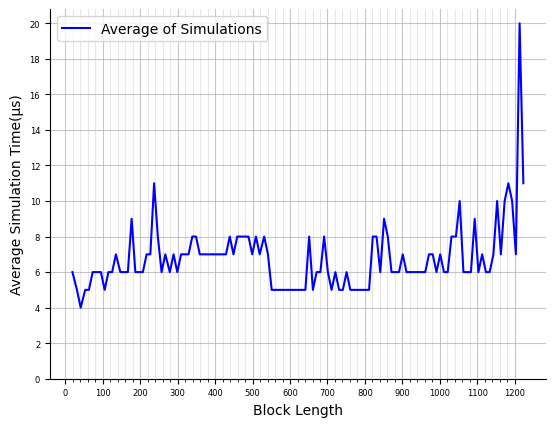 Average of Simulations
20
18
16
14
12
10
8
6
4
2
0
Average Simulation Time(µs)
0 100 200 300 400 500 600 700 800 900 1000 1100 1200
Block Length